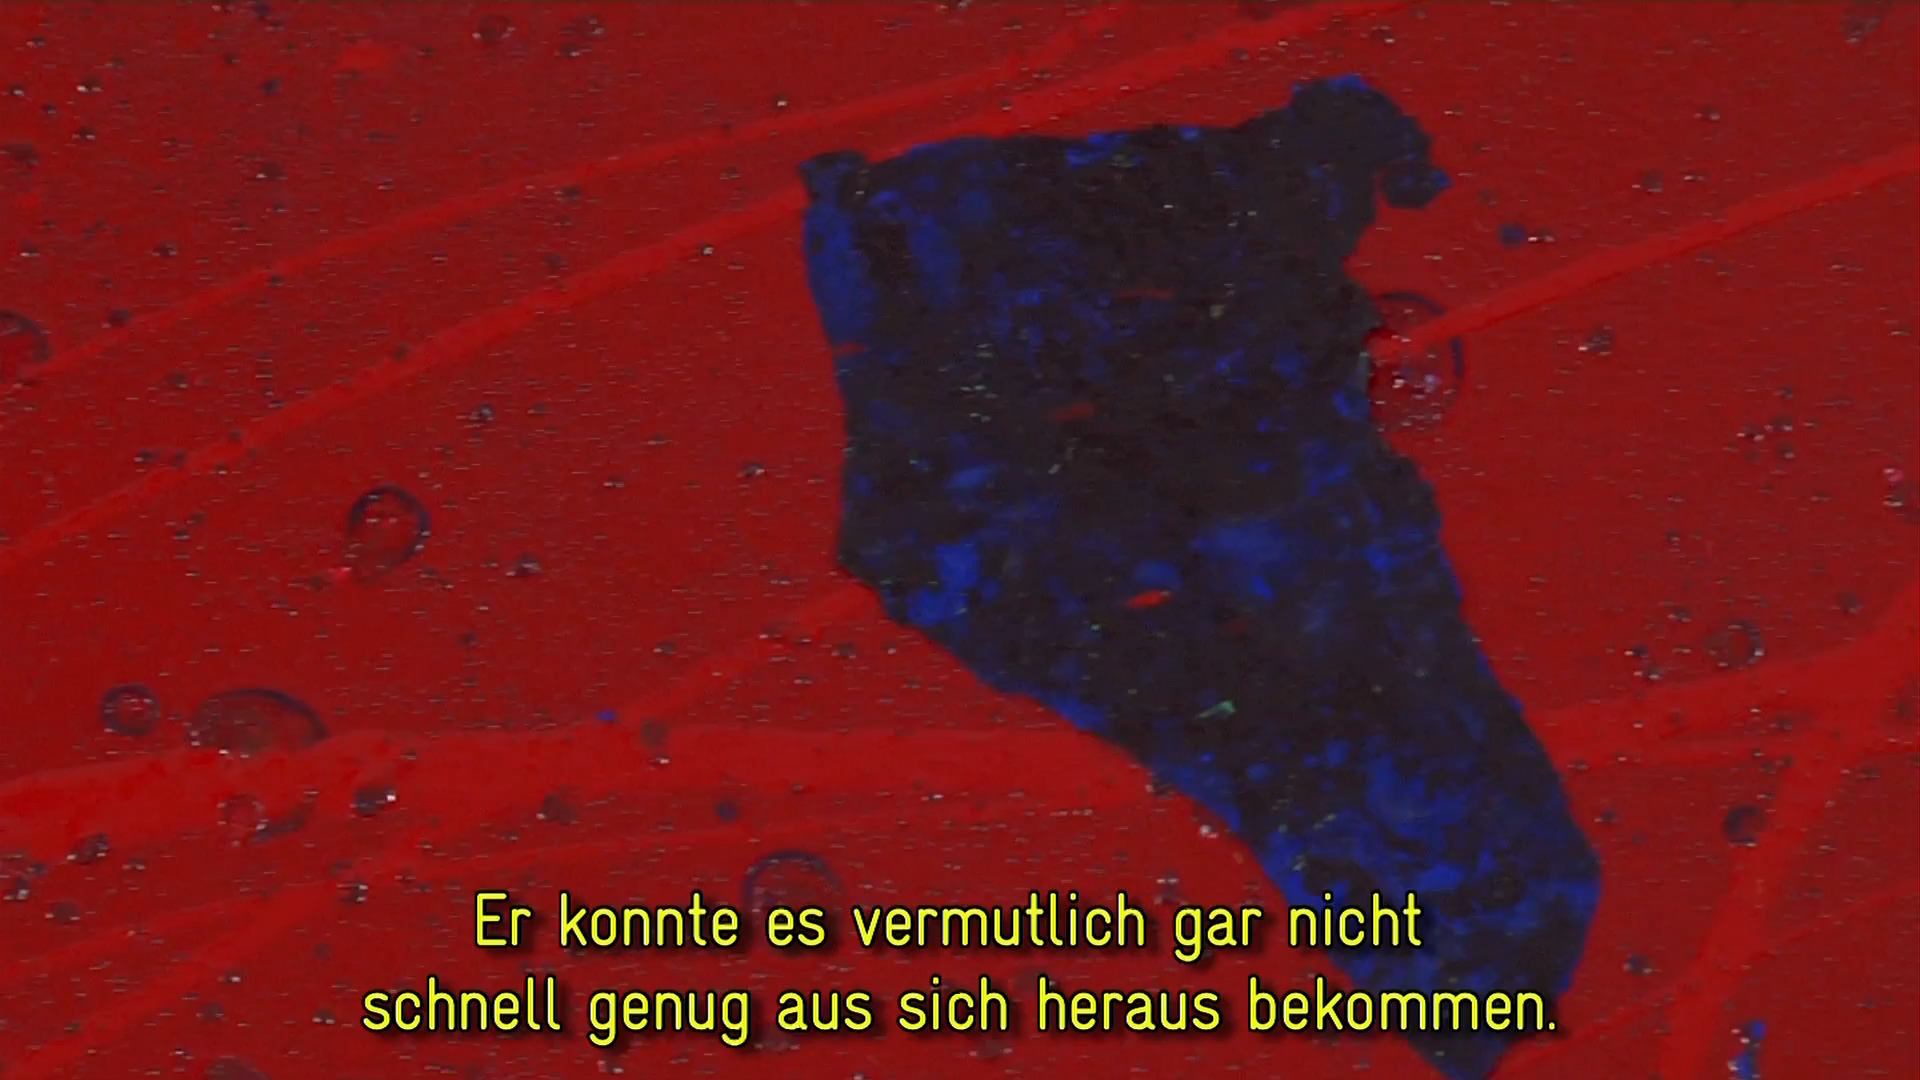 Er konnte es vermutlich gar nicht
schnell genug aus sich heraus bekommen.